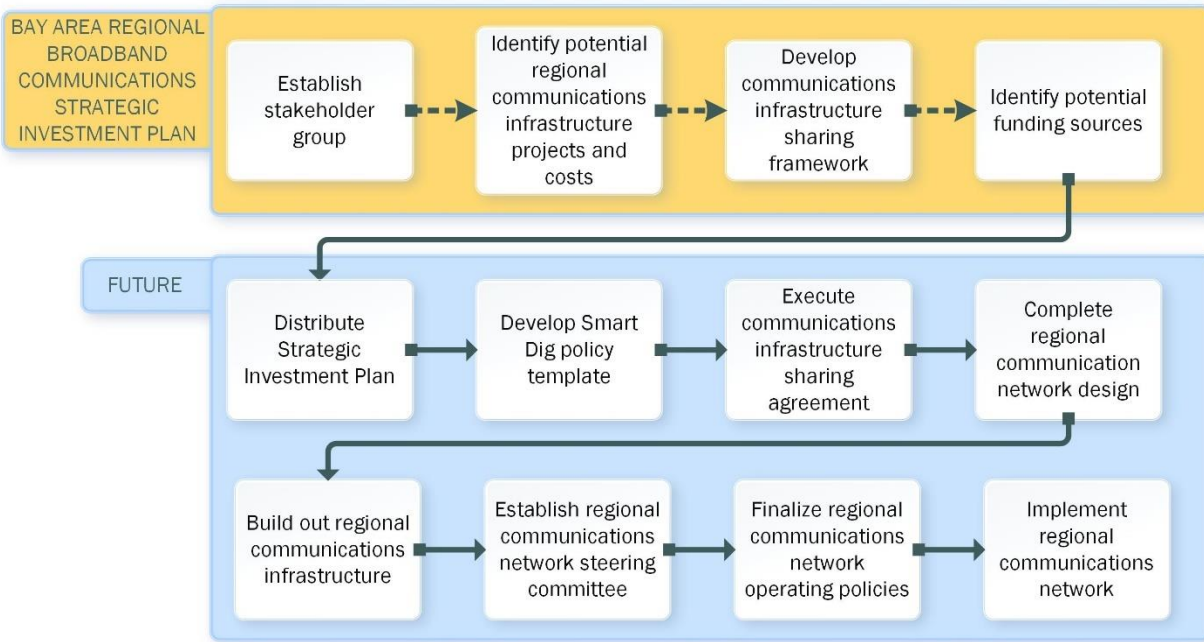 BAY AREA REGIONAL
BROADBAND
COMMUNICATIONS
STRATEGIC
INVESTMENT PLAN
Establish
stakeholder
group
Identify potential
regional
communications
infrastructure
projects and
costs
Develop
communications
infrastructure
sharing
framework
Identify potential
funding sources
FUTURE
Distribute
Strategic
Investment Plan
Develop Smart
Dig policy
template
Execute
communications
infrastructure
sharing
agreement
Complete
regional
communication
network design
Build out regional
communications
infrastructure
Establish regional
communications
network steering
committee
Finalize regional
communications
network
operating policies
Implement
regional
communications
network